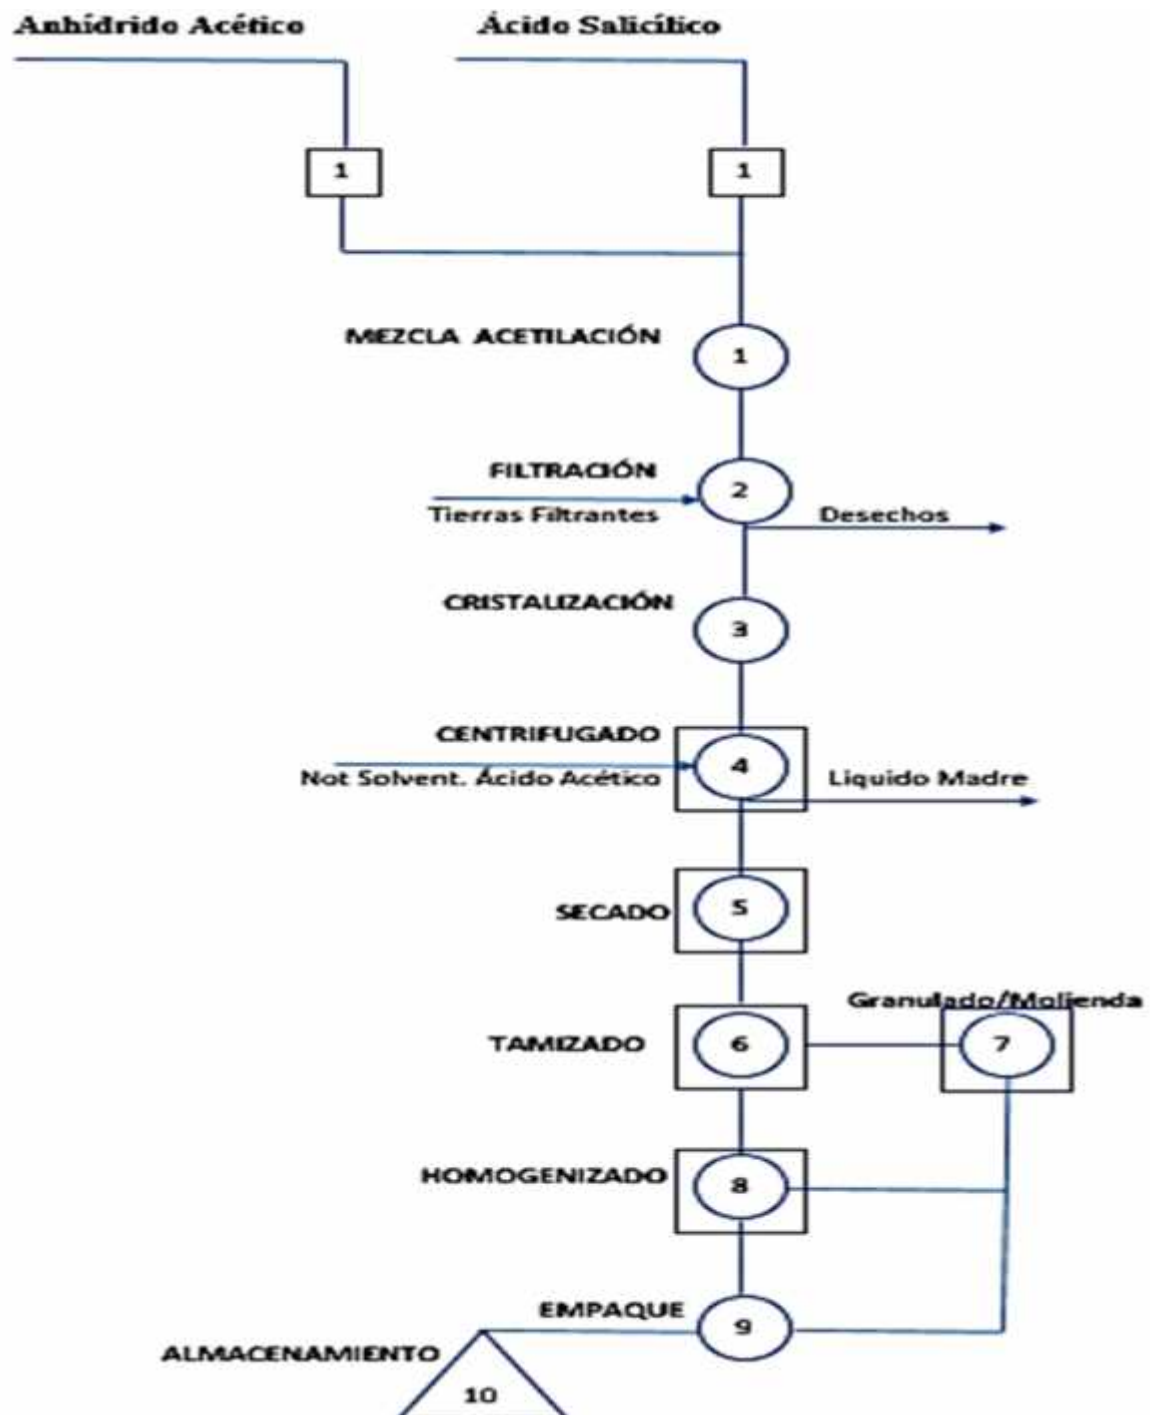 Anhídrido Acético
Ácido Salicílico
1
1
MEZCLA ACETILACIÓN
1
FILTRACIÓN
2
Tierras Filtrantes
Desechos
CRISTALIZACIÓN
3
CENTRIFUGADO
4
Not Solvent. Ácido Acético
Liquido Madre
SECADO
5
Granulado/Molienda
TAMIZADO
6
7
HOMOGENIZADO
8
EMPAQUE
9
ALMACENAMIENTO
10